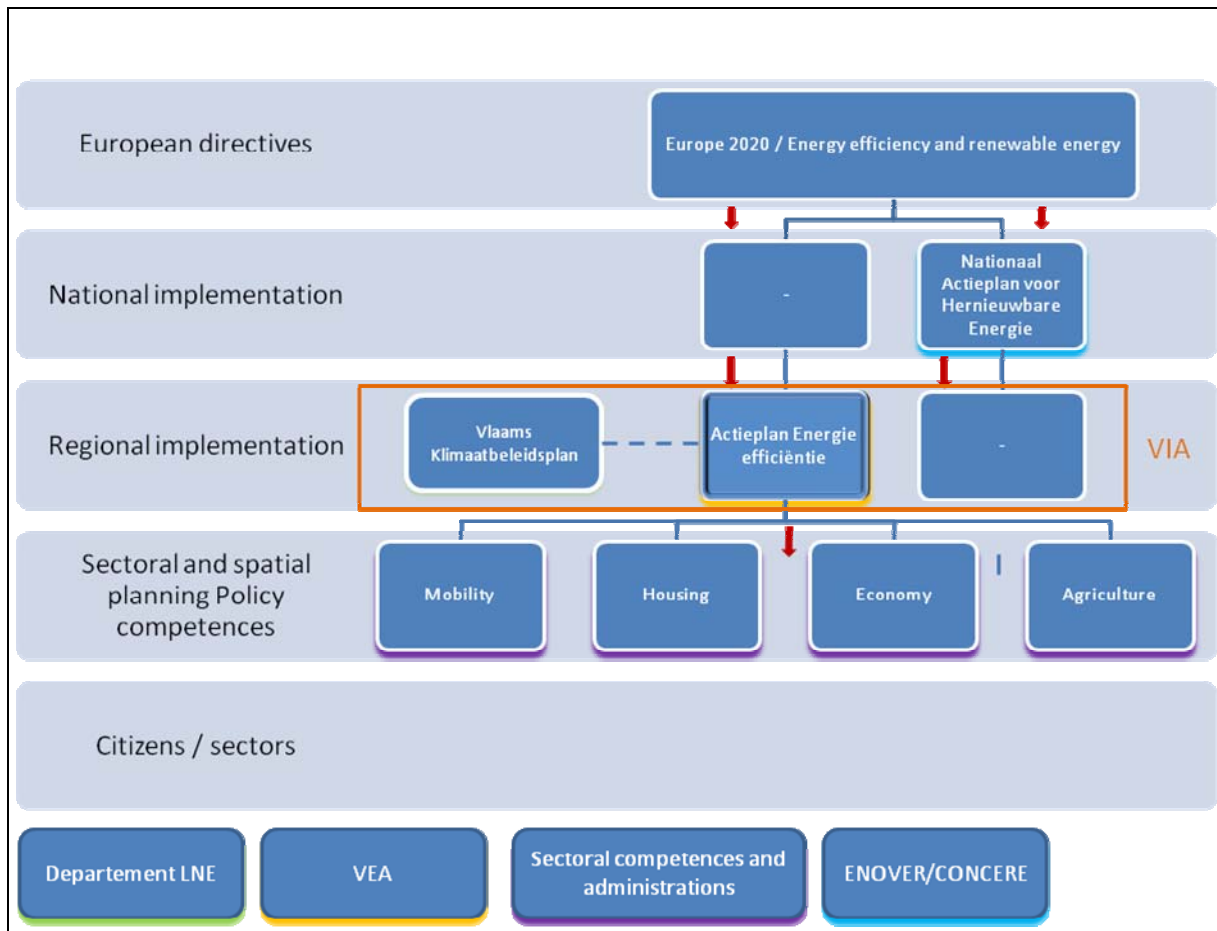 European directives
Europe 2020 / Energy efficiency and renewable energy
National implementation
-
Nationaal
Actieplan voor
Hernieuwbare
Energie
Regional implementation
Vlaams
Klimaatbeleidsplan
Actieplan Energie
efficiëntie
-
VIA
Sectoral and spatial
planning Policy
competences
Mobility
Housing
Economy
Agriculture
Citizens / sectors
Departement LNE
VEA
Sectoral competences and
administrations
ENOVER/CONCERE